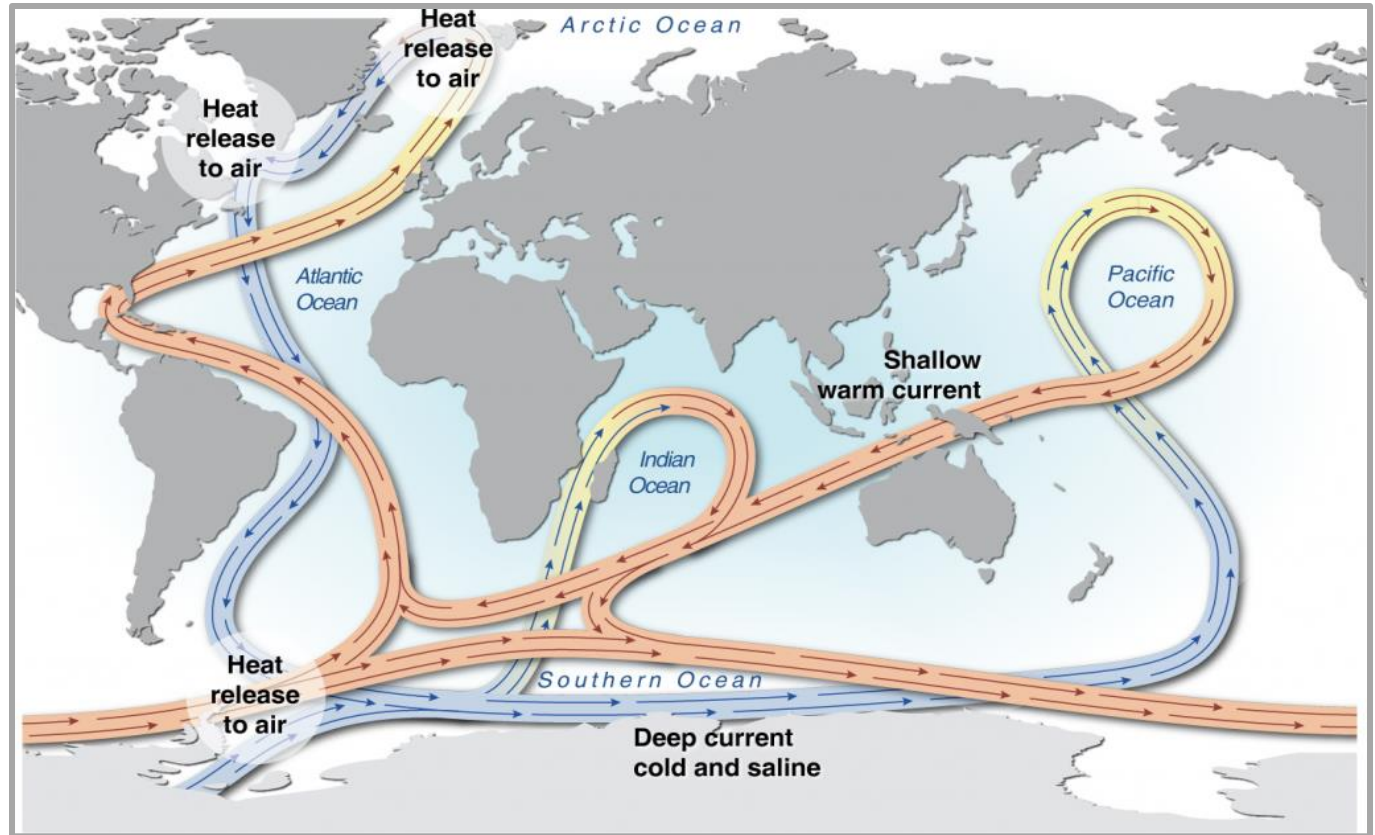 Heat
release
to air
Arctic Ocean
Heat
release
to air
Atlantic
Ocean
Pacific
Ocean
Shallow
warm current
Indian
Ocean
Heat
release
to air
Southern Ocean
Deep current
cold and saline